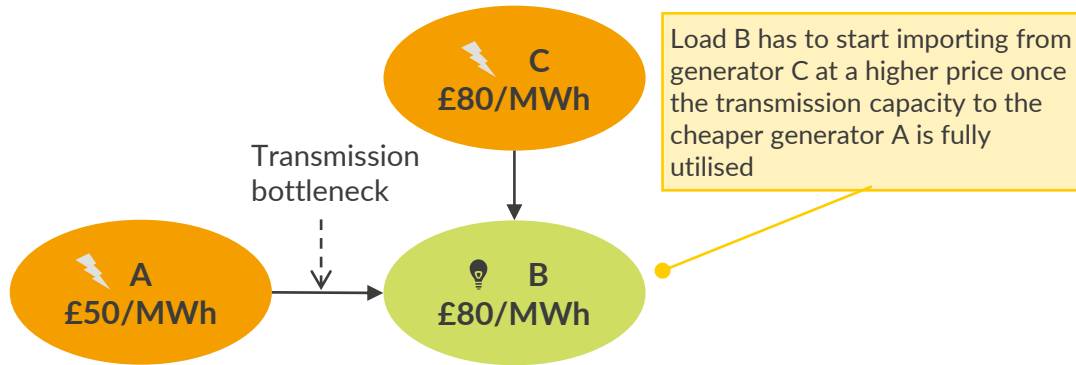 C
£80/MWh
Load B has to start importing from
generator C at a higher price once
the transmission capacity to the
cheaper generator A is fully
utilised
Transmission
bottleneck
A
£50/MWh
B
£80/MWh